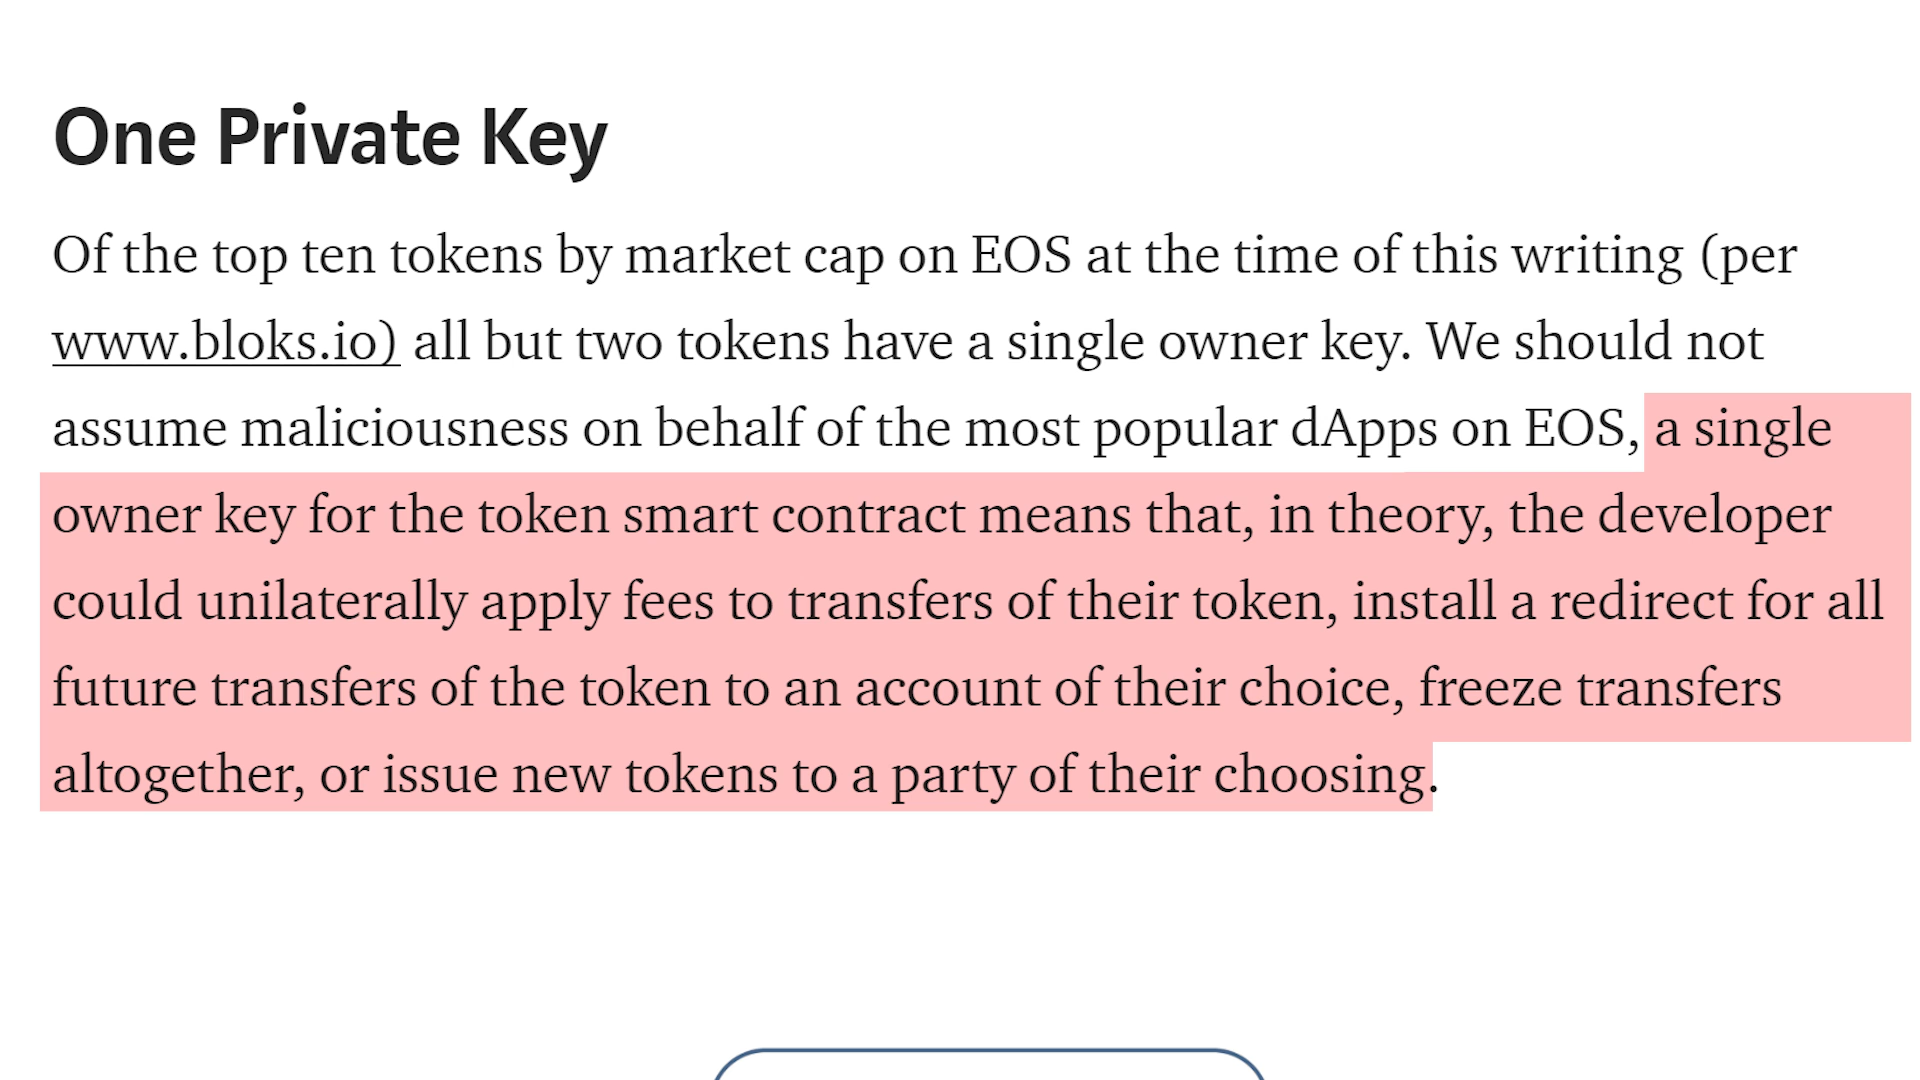 One Private Key
Of the top ten tokens by market cap on EOS at the time of this writing (per
www.bloks.io) all but two tokens have a single owner key. We should not
assume maliciousness on behalf of the most popular dApps on EOS, a single
owner key for the token smart contract means that, in theory, the developer
could unilaterally apply fees to transfers of their token, install a redirect for all
future transfers of the token to an account of their choice, freeze transfers
altogether, or issue new tokens to a party of their choosing.